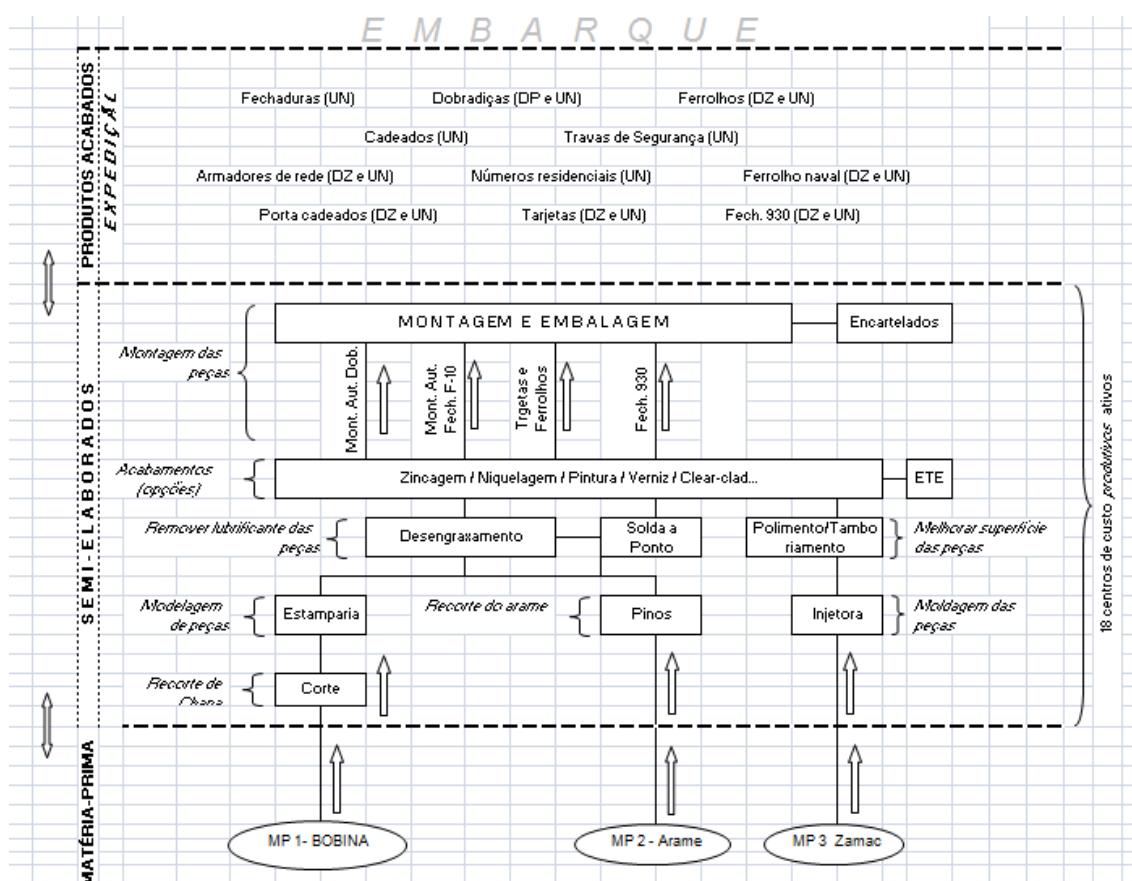 E M B A R Q U E
PRODUTOS ACABADOS
EXPEDIÇÃO
Fechaduras (UN)
Dobradiças (DP e UN)
Ferrolhos (DZ e UN)
Cadeados (UN)
Travas de Segurança (UN)
Armadores de rede (DZ e UN)
Números residenciais (UN)
Ferrolho naval (DZ e UN)
Porta cadeados (DZ e UN)
Tarjetas (DZ e UN)
Fech. 930 (DZ e UN)
SEMI-ELABORADOS
MONTAGEM E EMBALAGEM
Encartelados
Montagem das
peças
Mont. Aut. Dob.
Mont. Aut.
Fech. F-10
Trgetas e
Ferrolhos
Fech. 930
18 centros de custo produtivos ativos
Acabamentos
(opções)
Zincagem / Niquelagem / Pintura / Verniz / Clear-clad...
ETE
Remover lubrificante das
peças
Desengraxamento
Solda a
Ponto
Polimento/Tambo
riamento
Melhorar superfície
das peças
Modelagem
de peças
Estamparia
Recorte do arame
Pinos
Injetora
Moldagem das
peças
Recorte de
Chapa
Corte
MATÉRIA-PRIMA
MP 1- BOBINA
MP 2 - Arame
MP 3 Zamac